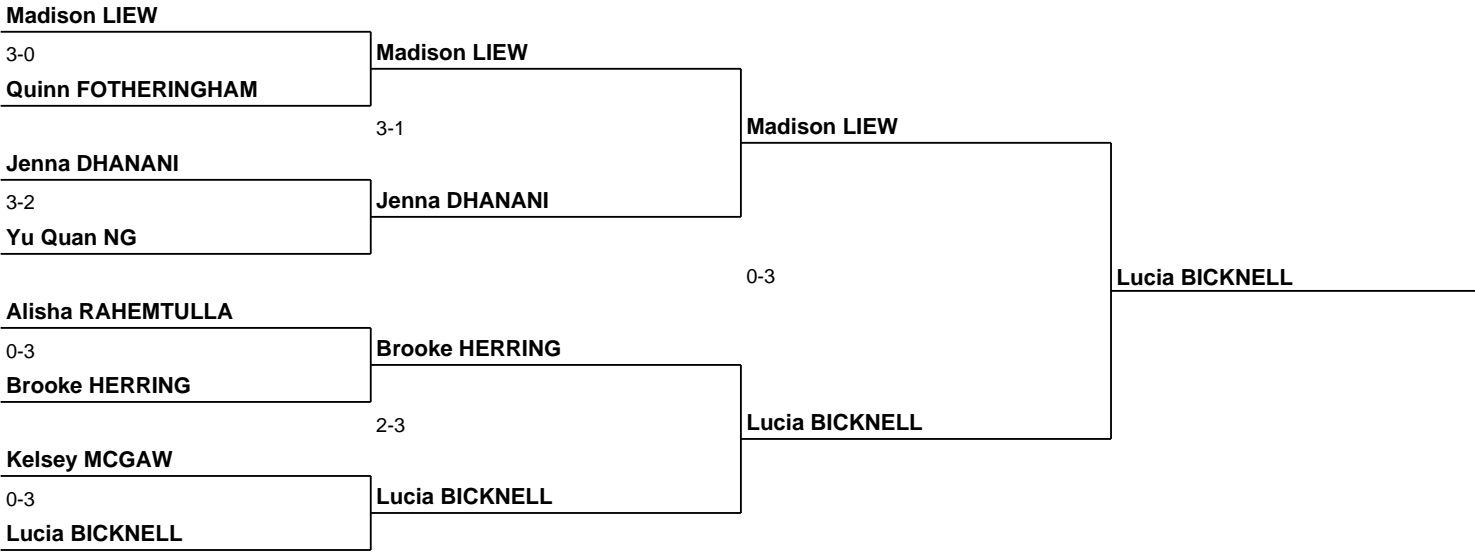 Madison LIEW
3-0
Madison LIEW
Quinn FOTHERINGHAM
3-1
Madison LIEW
Jenna DHANANI
3-2
Jenna DHANANI
Yu Quan NG
0-3
Lucia BICKNELL
Alisha RAHEMTULLA
0-3
Brooke HERRING
Brooke HERRING
2-3
Lucia BICKNELL
Kelsey MCGAW
0-3
Lucia BICKNELL
Lucia BICKNELL